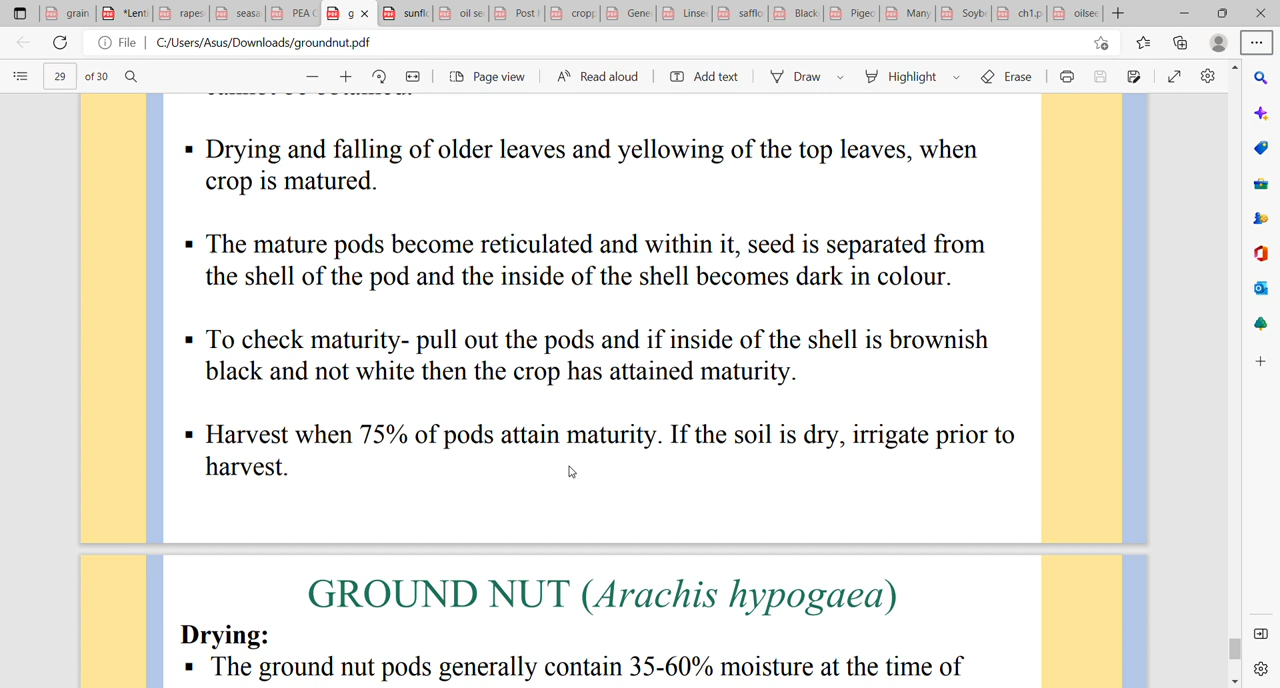 grain
*Lent
rapes
seasa
PEA C
g
sunflo
oil se
Post
cropp
Gene
Linse
safflo
Black
Pigeo
Many
Soyb
ch1.p
oilsee
File C:/Users/Asus/Downloads/groundnut.pdf
29 of 30 Page view Read aloud Add text Draw Highlight Erase
▪ Drying and falling of older leaves and yellowing of the top leaves, when
crop is matured.
▪ The mature pods become reticulated and within it, seed is separated from
the shell of the pod and the inside of the shell becomes dark in colour.
▪ To check maturity- pull out the pods and if inside of the shell is brownish
black and not white then the crop has attained maturity.
▪ Harvest when 75% of pods attain maturity. If the soil is dry, irrigate prior to
harvest.
GROUND NUT (Arachis hypogaea)
Drying:
▪ The ground nut pods generally contain 35-60% moisture at the time of